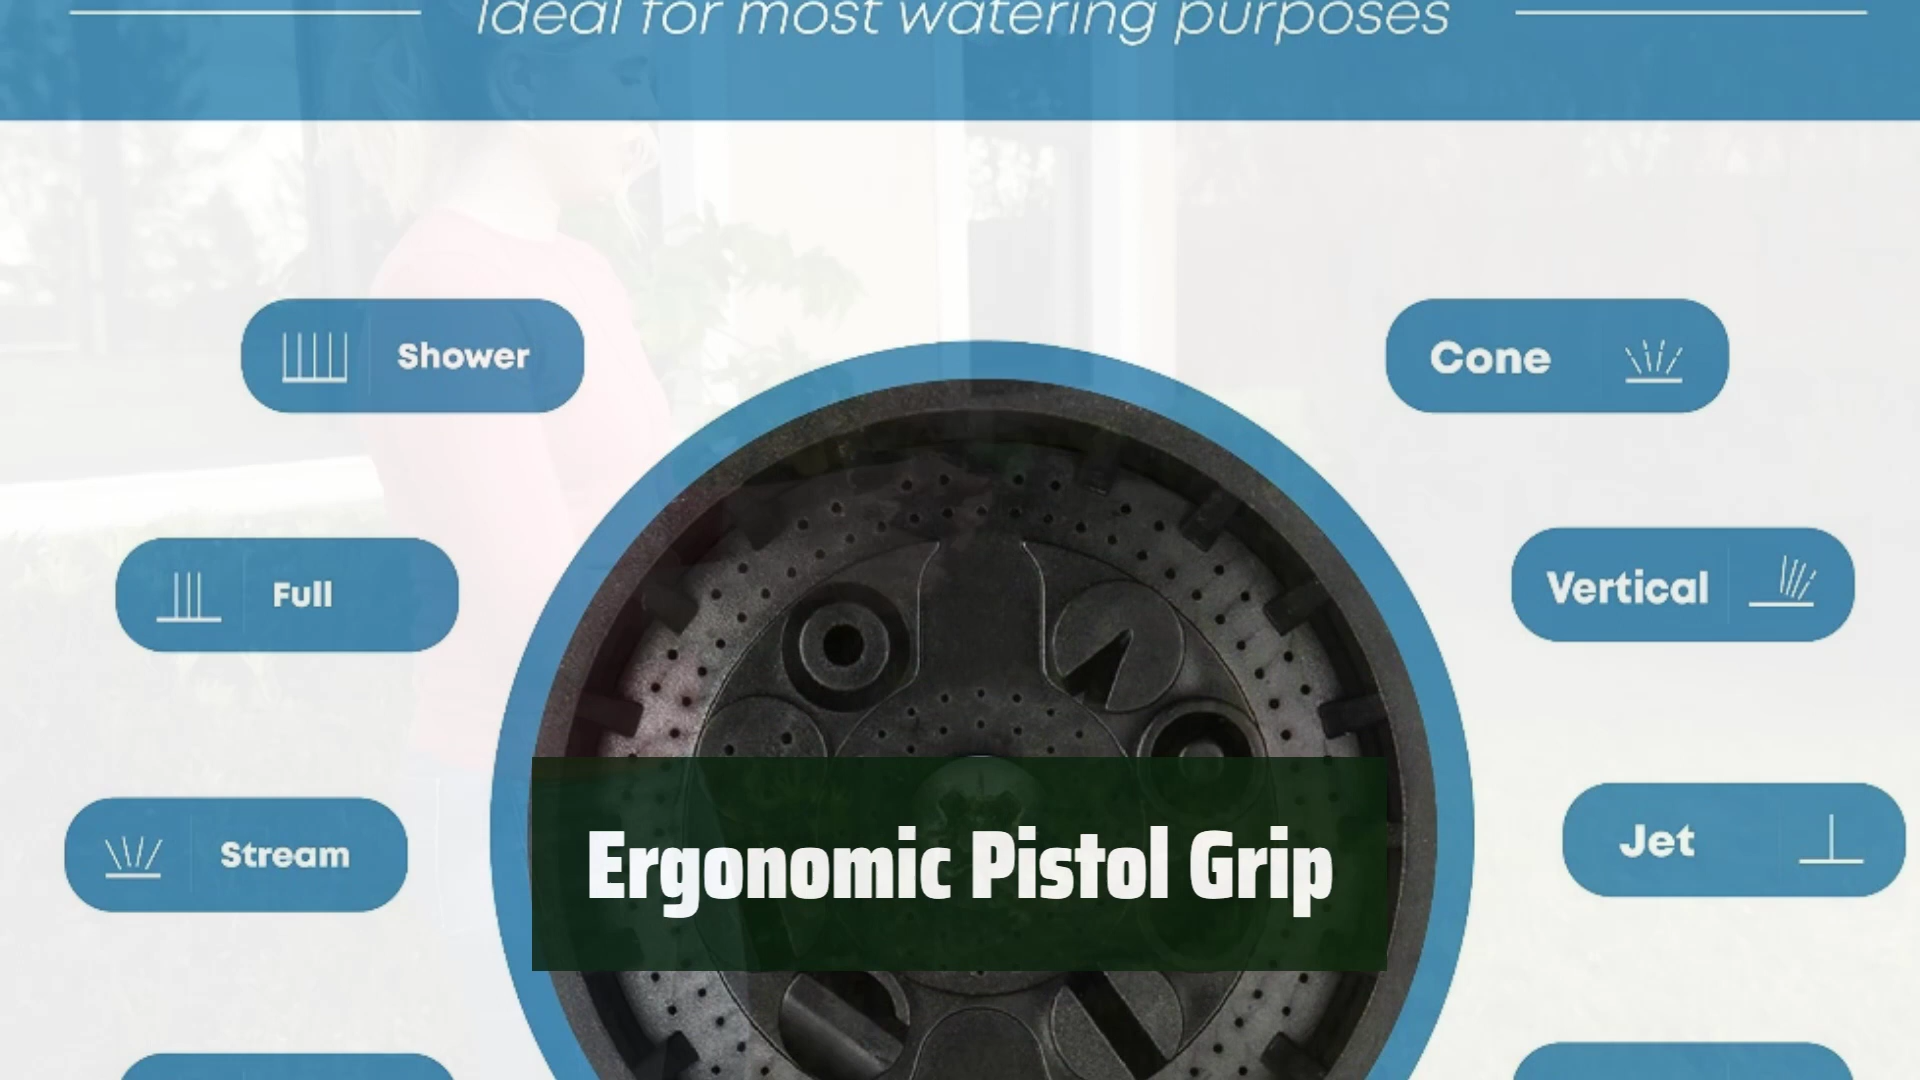 Ideal for most watering purposes
Shower
Cone
Full
Vertical
Stream
Jet
Ergonomic Pistol Grip